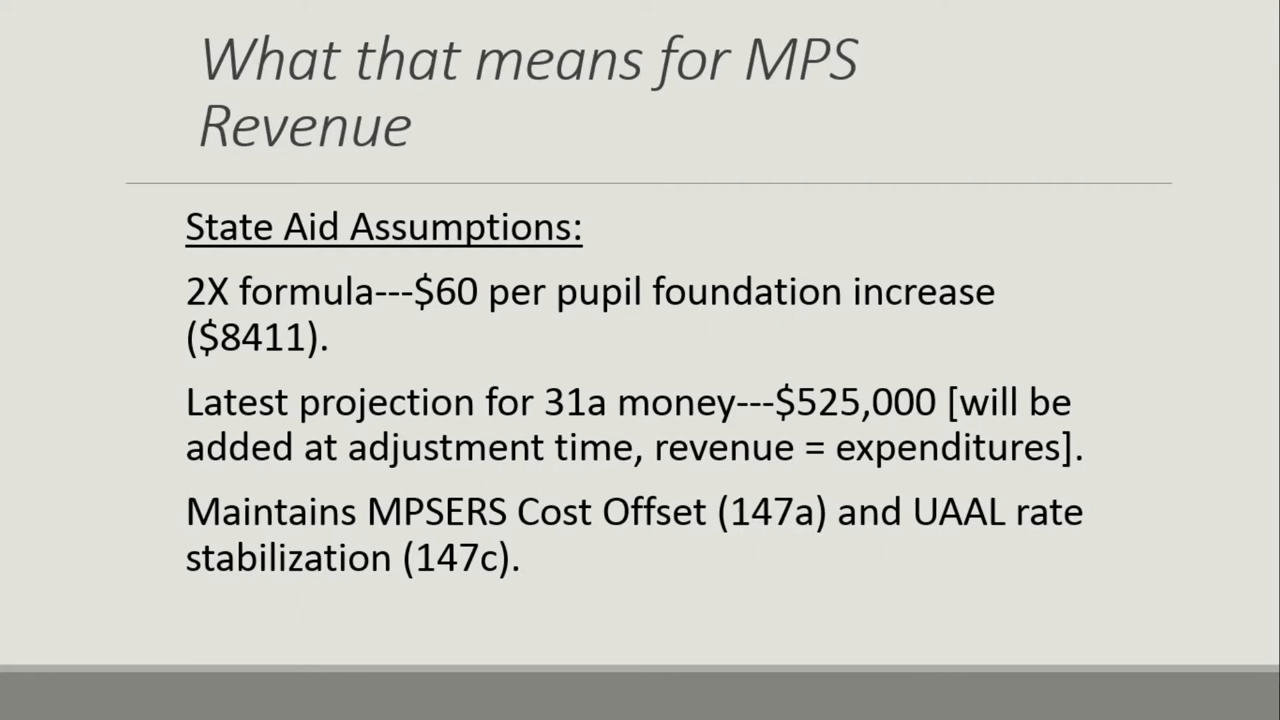 What that means for MPS
Revenue
State Aid Assumptions:
2X formula---$60 per pupil foundation increase
($8411).
Latest projection for 31a money---$525,000 [will be
added at adjustment time, revenue = expenditures].
Maintains MPSERS Cost Offset (147a) and UAAL rate
stabilization (147c).